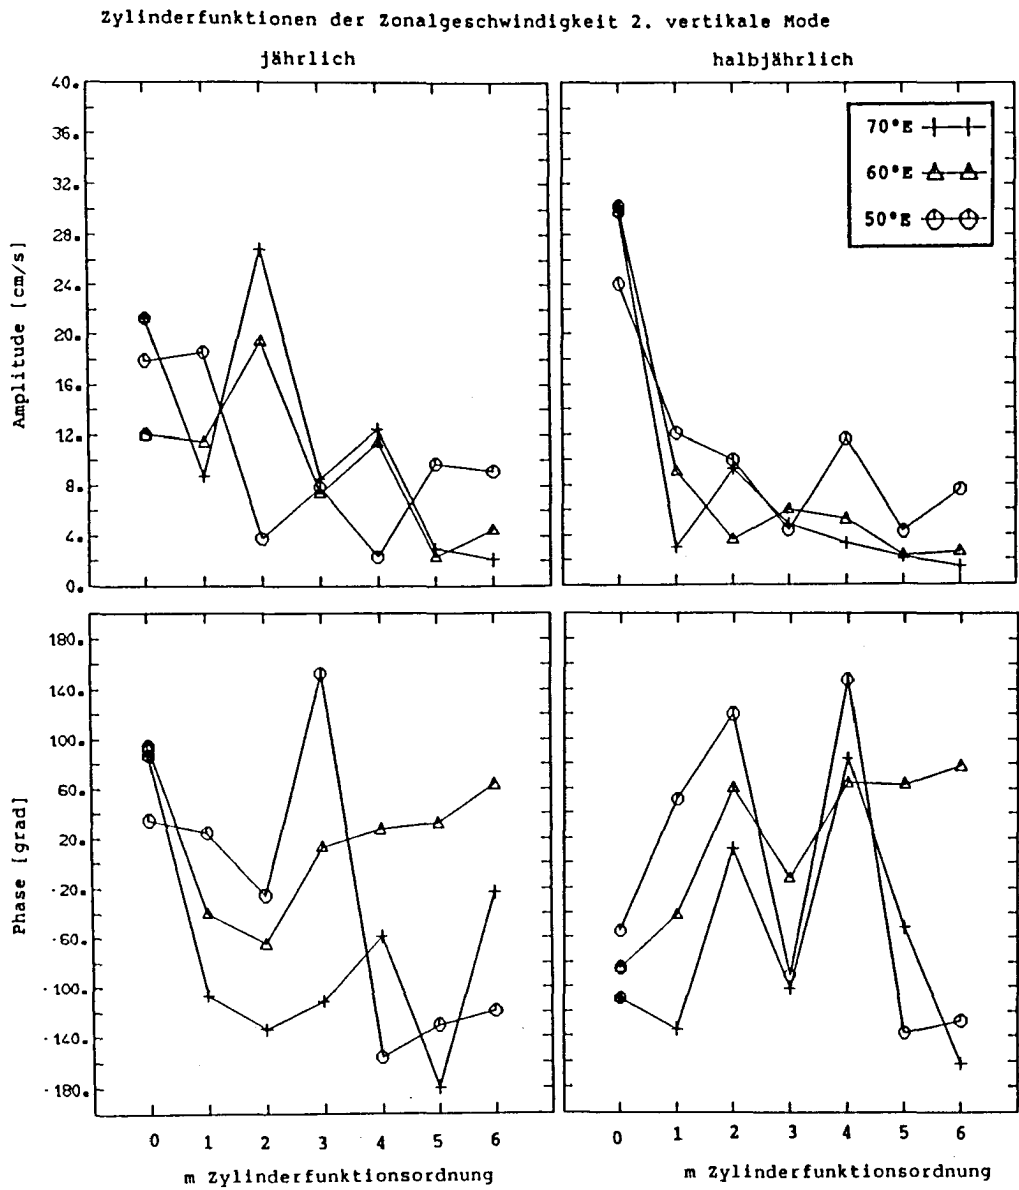 Zylinderfunktionen der Zonalgeschwindigkeit 2. vertikale Mode
jährlich
halbjährlich
40.
36.
32.
28.
24.
20.
16.
12.
8.
4.
0.
Amplitude [cm/s]
70°E
60°E
50°E
180.
140.
100.
60.
20.
-20.
-60.
-100.
-140.
-180.
Phase [grad]
0 1 2 3 4 5 6
0 1 2 3 4 5 6
m Zylinderfunktionsordnung
m Zylinderfunktionsordnung